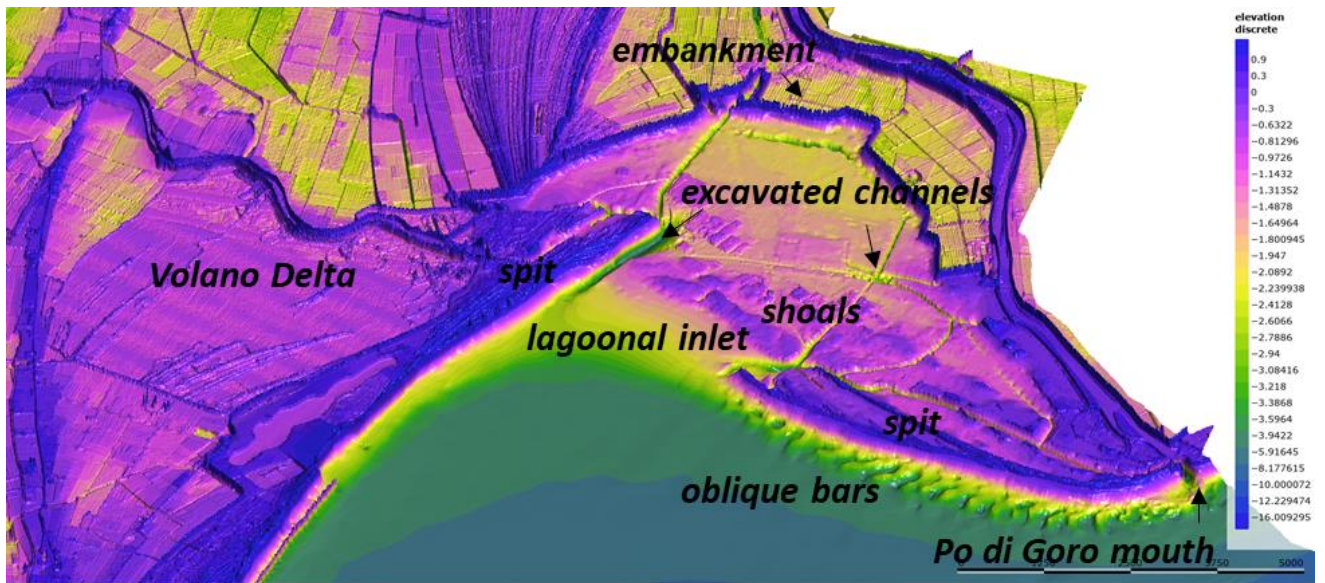 elevation
discrete
0.9
0.3
0
-0.3
-0.6322
-0.81296
-0.9726
-1.1432
-1.31352
-1.4878
-1.64964
-1.800945
-1.947
-2.0892
-2.239938
-2.4128
-2.6066
-2.7886
-2.94
-3.08416
-3.218
-3.3868
-3.5964
-3.9422
-5.91645
-8.177615
-10.000072
-12.229474
-16.009295
embankment
excavated channels
Volano Delta
spit
shoals
lagoonal inlet
spit
oblique bars
Po di Goro mouth
5000